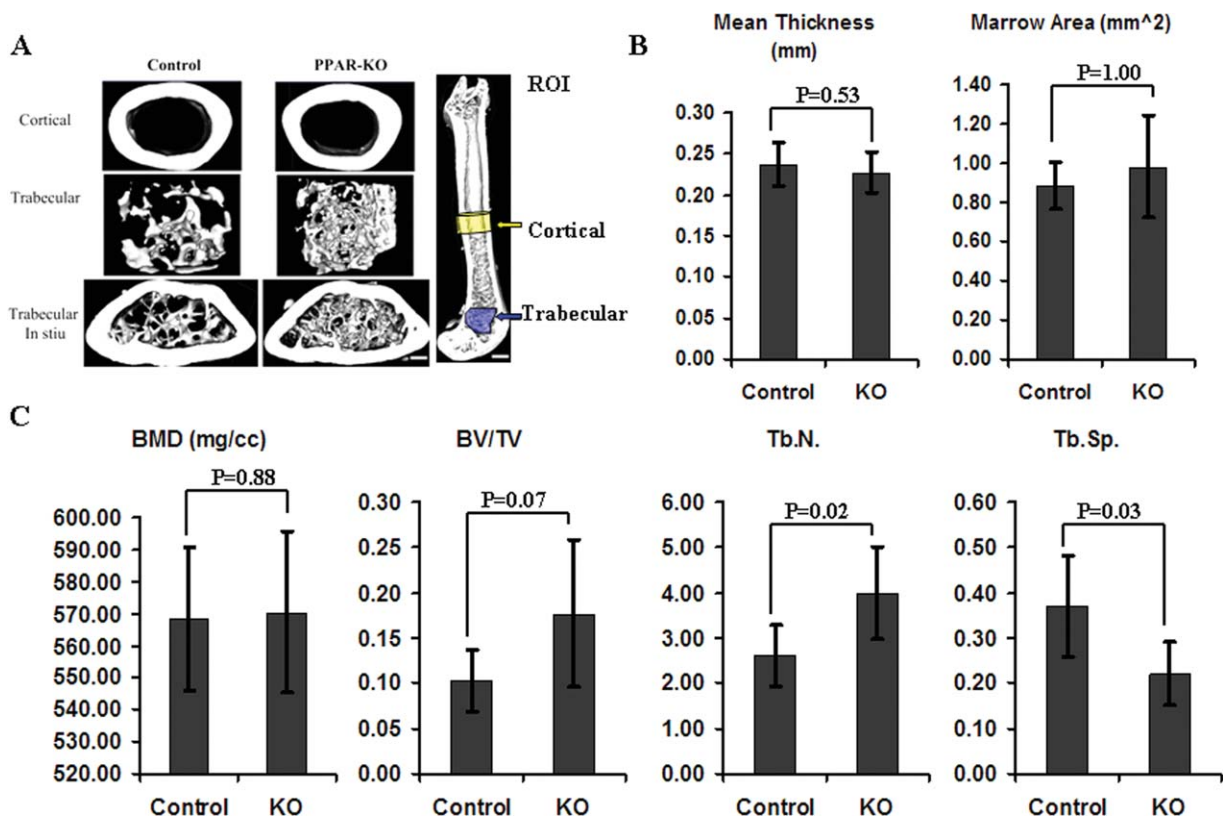 A
Control
PPAR-KO
ROI
Cortical
Trabecular
Trabecular
In stiu
Cortical
Trabecular
B
Mean Thickness
(mm)
P=0.53
0.30
0.25
0.20
0.15
0.10
0.05
0.00
Control KO
Marrow Area (mm^2)
P=1.00
1.40
1.20
1.00
0.80
0.60
0.40
0.20
0.00
Control KO
C
BMD (mg/cc)
P=0.88
600.00
590.00
580.00
570.00
560.00
550.00
540.00
530.00
520.00
Control KO
BV/TV
P=0.07
0.30
0.25
0.20
0.15
0.10
0.05
0.00
Control KO
Tb.N.
P=0.02
6.00
5.00
4.00
3.00
2.00
1.00
0.00
Control KO
Tb.Sp.
P=0.03
0.60
0.50
0.40
0.30
0.20
0.10
0.00
Control KO